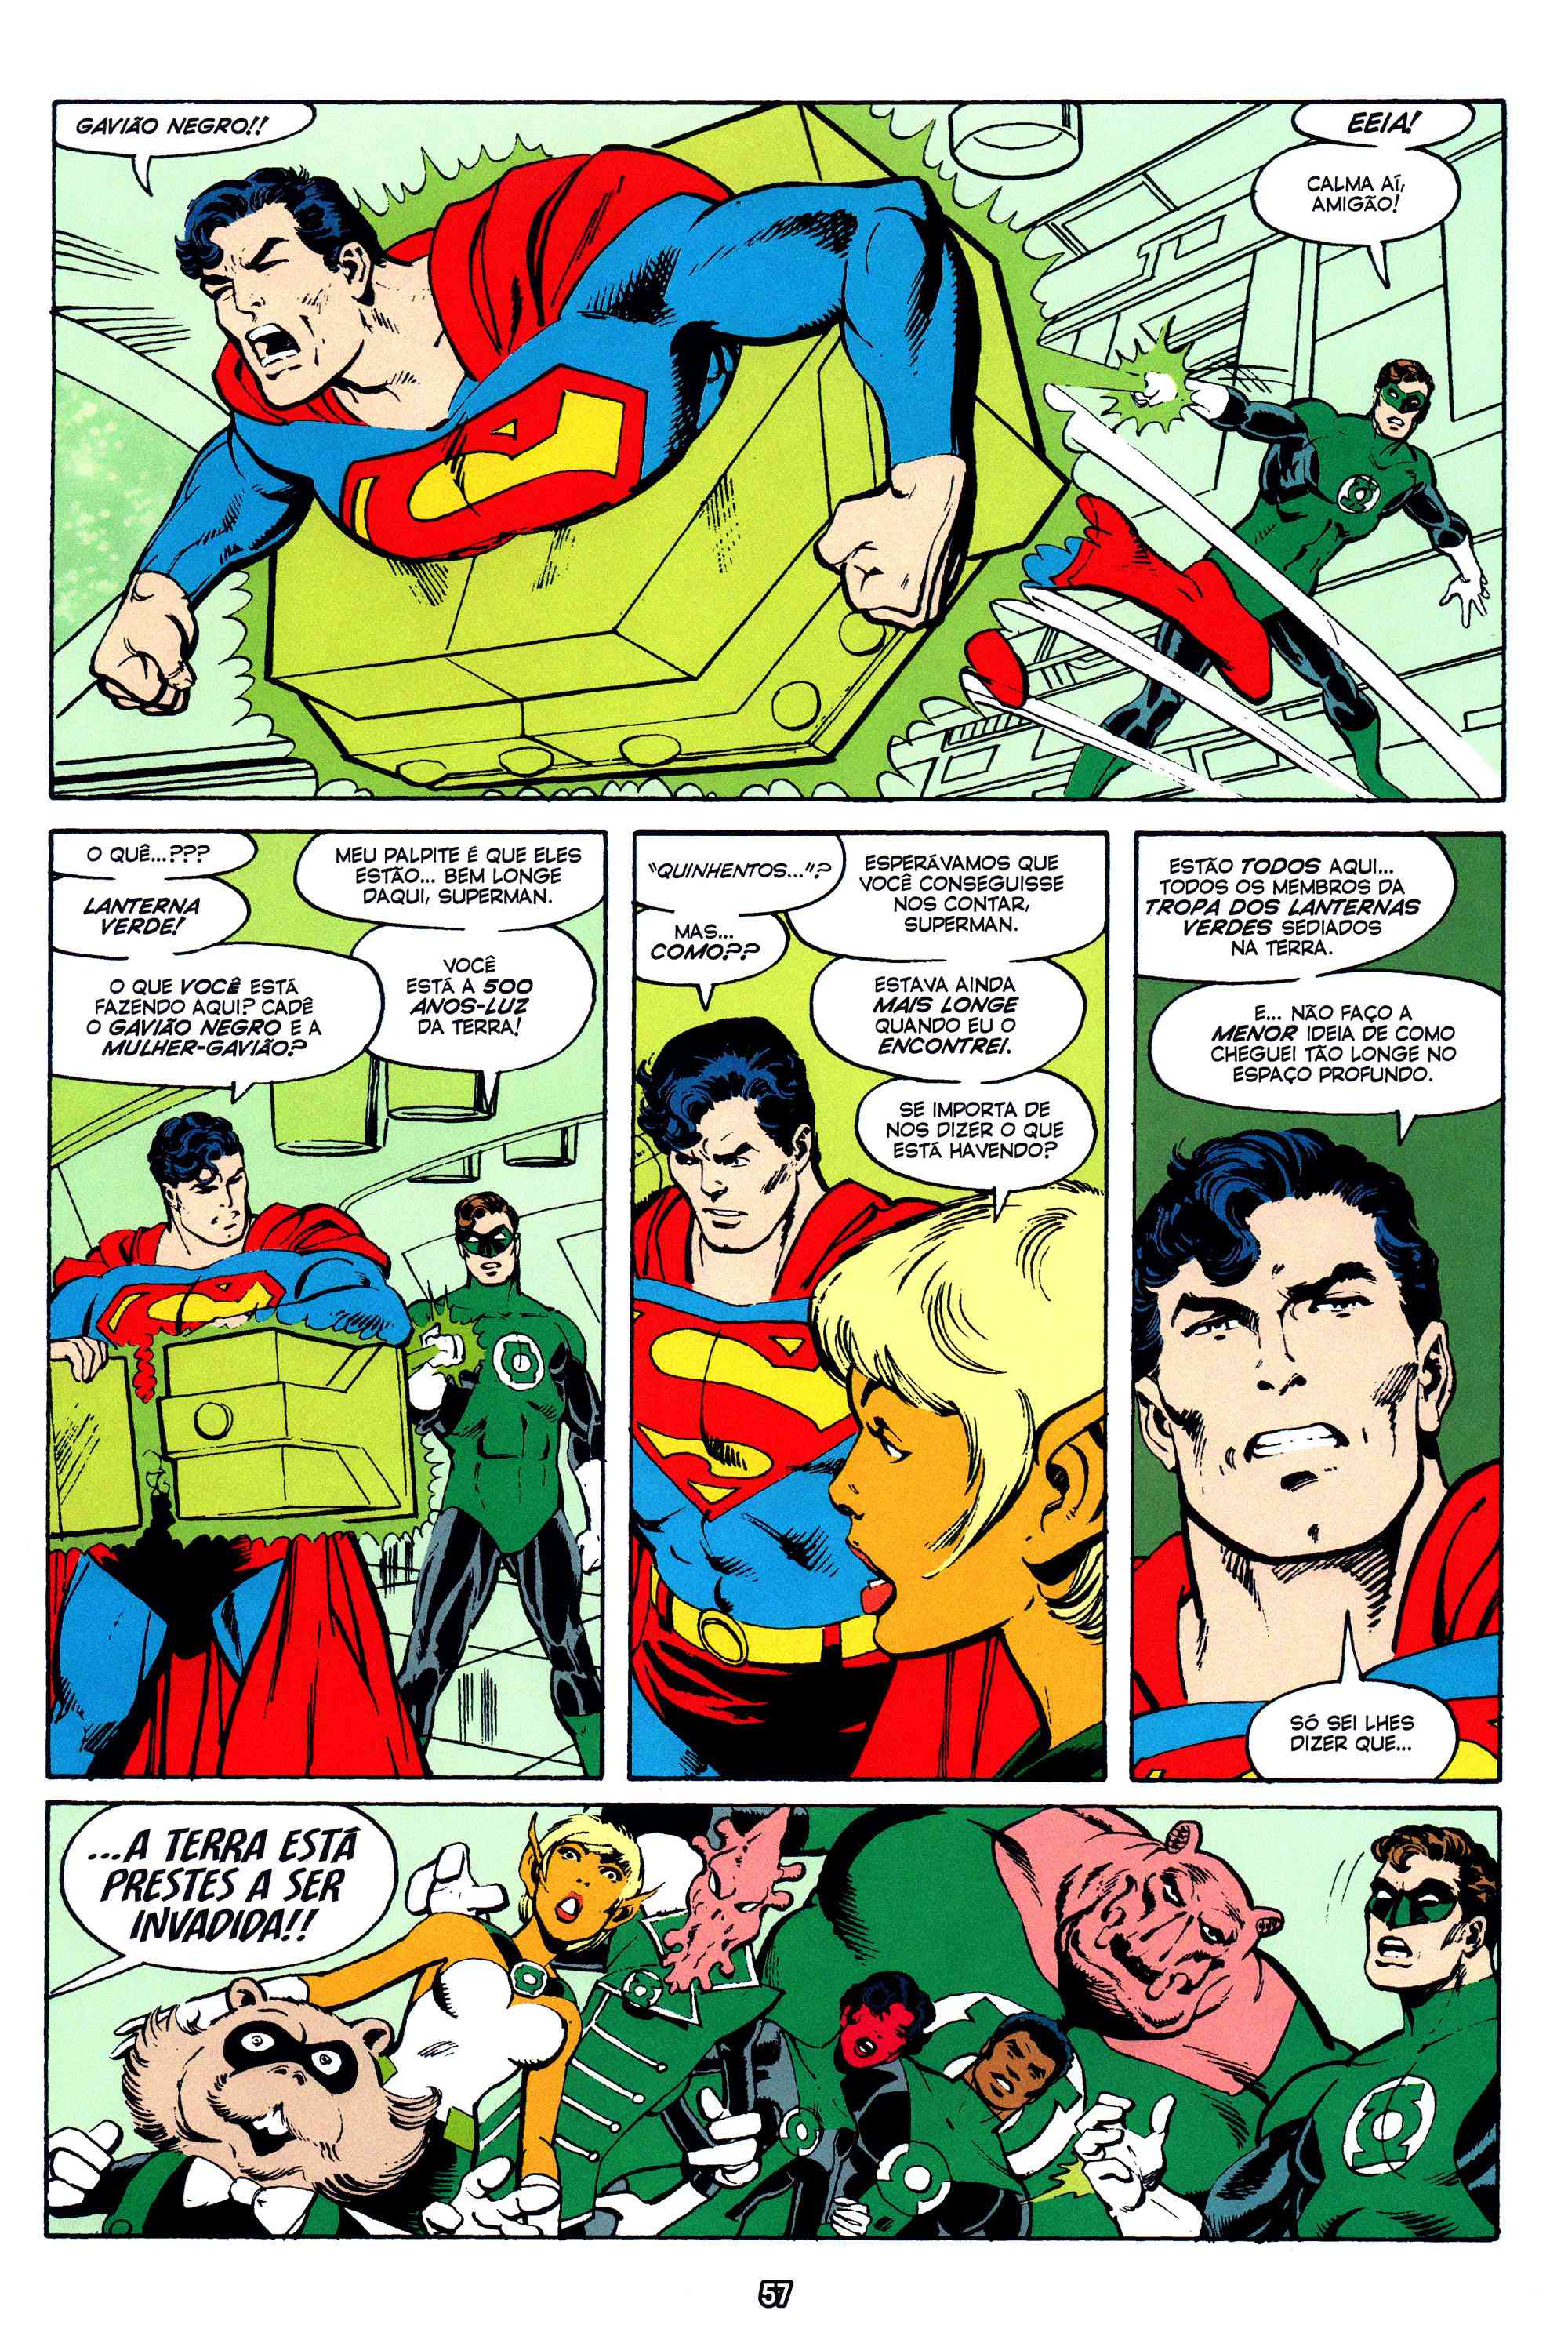 GAVIÃO NEGRO!!
EEIA!
CALMA AÍ,
AMIGÃO!
O QUÊ...???
LANTERNA
VERDE!
O QUE VOCÊ ESTÁ
FAZENDO AQUI? CADÊ
O GAVIÃO NEGRO E A
MULHER-GAVIÃO?
MEU PALPITE É QUE ELES
ESTÃO... BEM LONGE
DAQUI, SUPERMAN.
VOCÊ
ESTÁ A 500
ANOS-LUZ
DA TERRA!
"QUINHENTOS..."?
MAS...
COMO??
ESPERÁVAMOS QUE
VOCÊ CONSEGUISSE
NOS CONTAR,
SUPERMAN.
ESTAVA AINDA
MAIS LONGE
QUANDO EU O
ENCONTREI.
SE IMPORTA DE
NOS DIZER O QUE
ESTÁ HAVENDO?
ESTÃO TODOS AQUI...
TODOS OS MEMBROS DA
TROPA DOS LANTERNAS
VERDES SEDIADOS
NA TERRA.
E... NÃO FAÇO A
MENOR IDEIA DE COMO
CHEGUEI TÃO LONGE NO
ESPAÇO PROFUNDO.
SÓ SEI LHES
DIZER QUE...
...A TERRA ESTÁ
PRESTES A SER
INVADIDA!!
57